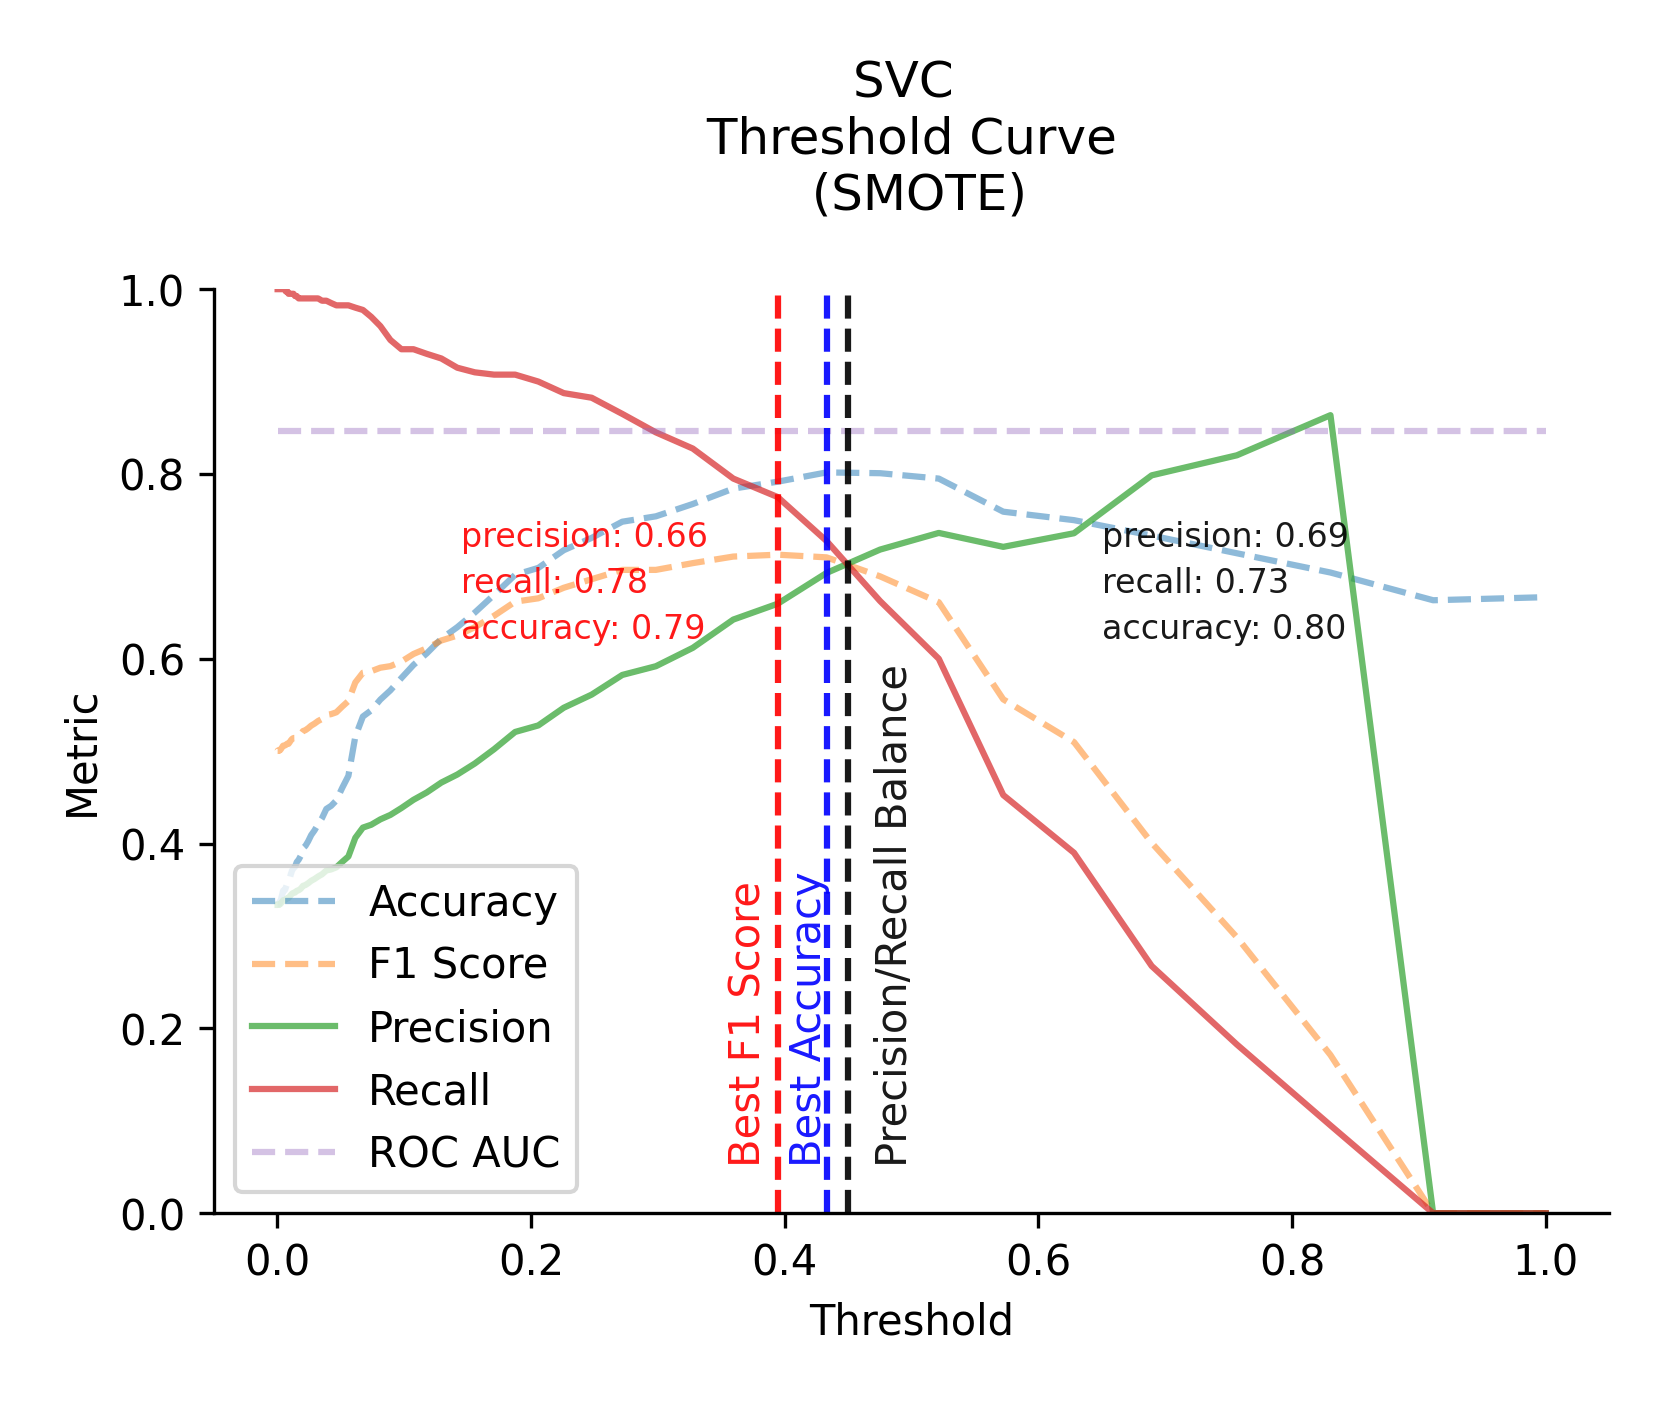 SVC
Threshold Curve
(SMOTE)
Metric
1.0
0.8
0.6
0.4
0.2
0.0
precision: 0.66
recall: 0.78
accuracy: 0.79
precision: 0.69
recall: 0.73
accuracy: 0.80
Best F1 Score
Best Accuracy
Precision/Recall Balance
Accuracy
F1 Score
Precision
Recall
ROC AUC
0.0 0.2 0.4 0.6 0.8 1.0
Threshold